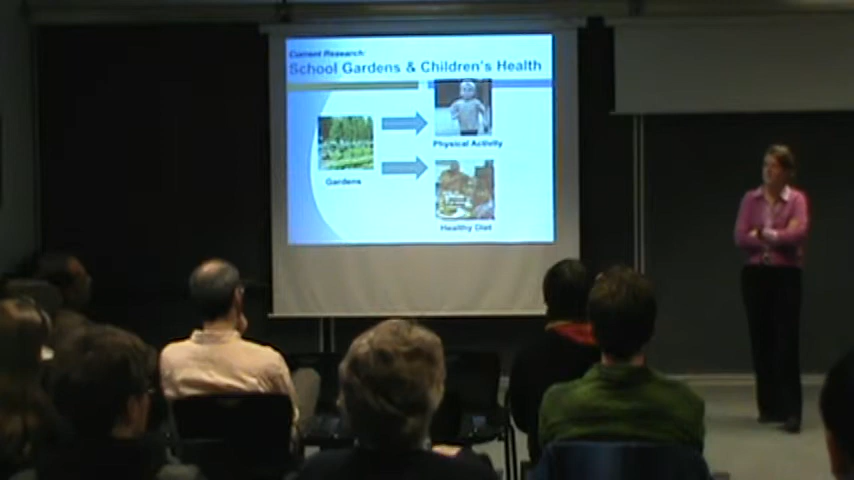 Current Research:
School Gardens & Children's Health
Physical Activity
Gardens
Healthy Diet